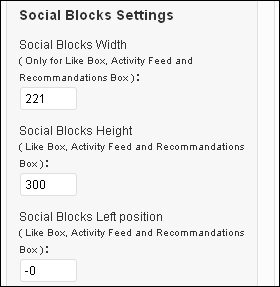 Social Blocks Settings
Social Blocks Width
( Only for Like Box, Activity Feed and
Recommandations Box ):
221
Social Blocks Height
( Like Box, Activity Feed and Recommandations
Box ):
300
Social Blocks Left position
( Like Box, Activity Feed and Recommandations
Box ):
-0